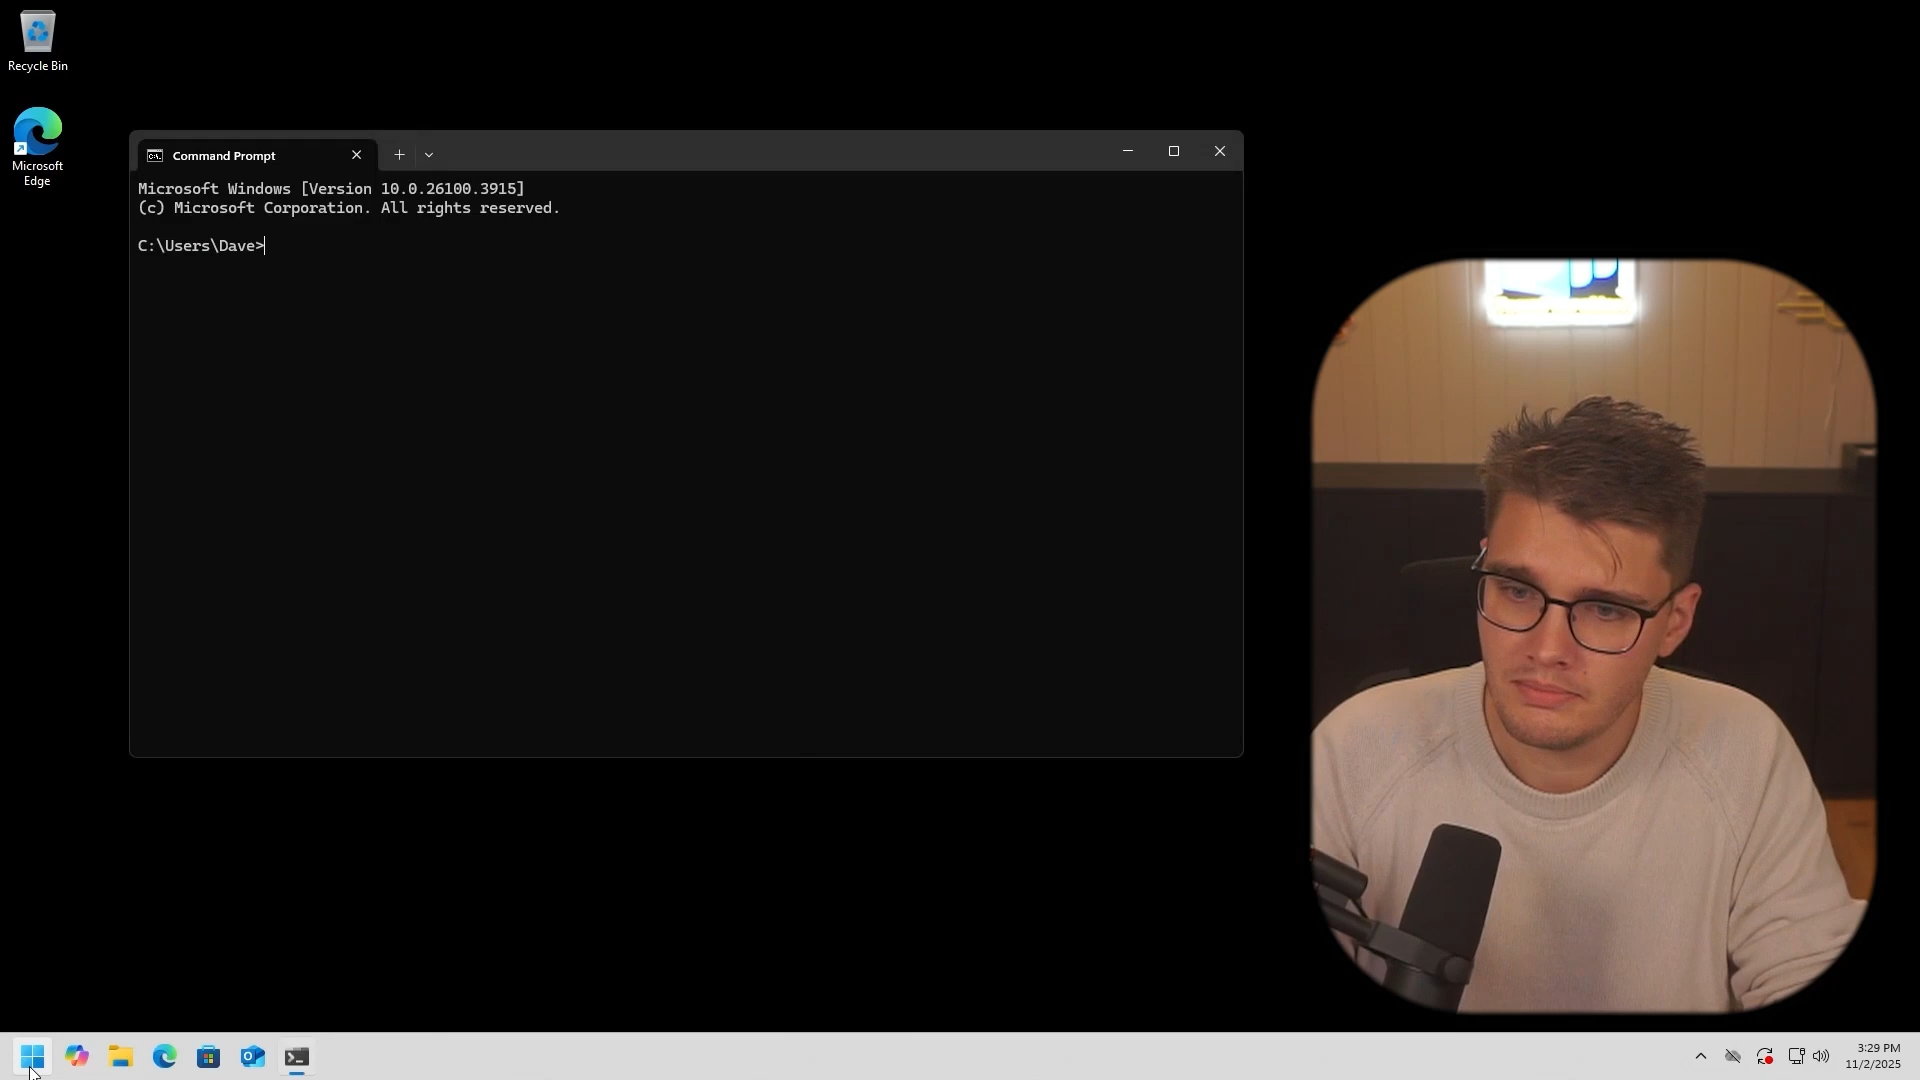 Recycle Bin
Microsoft
Edge
Command Prompt
Microsoft Windows [Version 10.0.26100.3915]
(c) Microsoft Corporation. All rights reserved.
C:\Users\Dave>
3:29 PM
11/2/2025